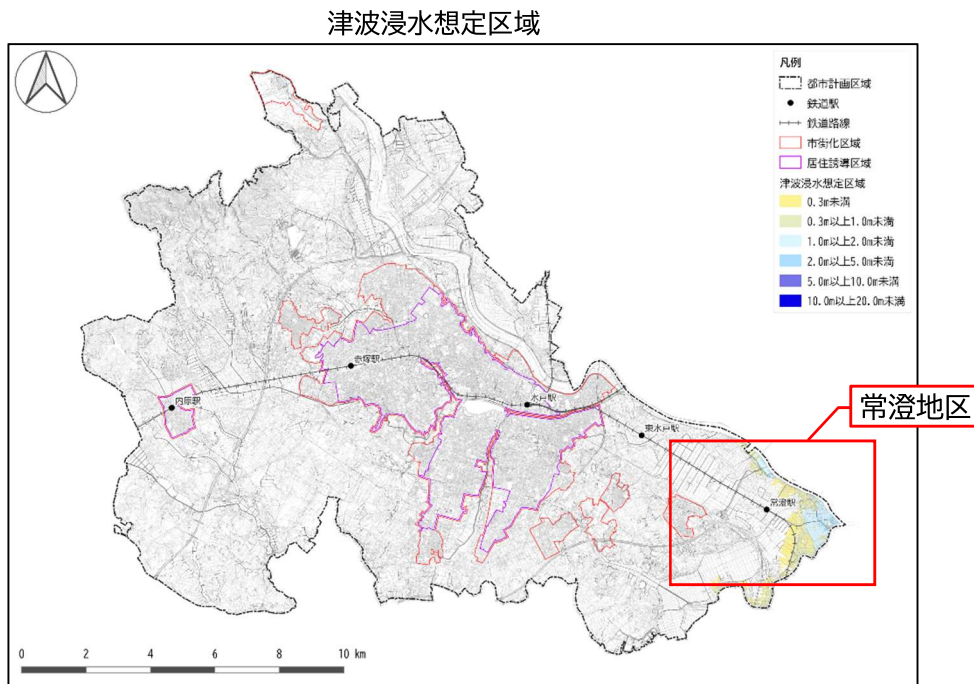 津波浸水想定区域
凡例
都市計画区域
鉄道駅
鉄道路線
市街化区域
居住誘導区域
津波浸水想定区域
0.3m未満
0.3m以上1.0m未満
1.0m以上2.0m未満
2.0m以上5.0m未満
5.0m以上10.0m未満
10.0m以上20.0m未満
赤塚駅
内原駅
水戸駅
常澄地区
東水戸駅
常澄駅
0 2 4 6 8 10 km